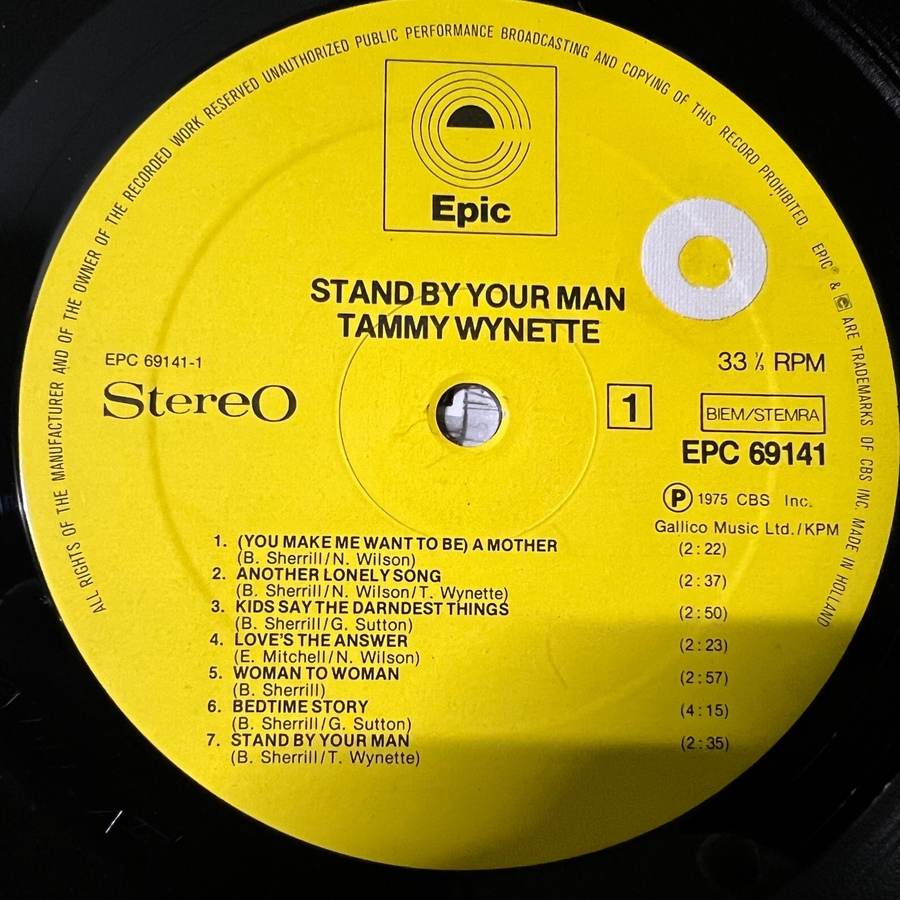 ALL RIGHTS OF THE MANUFACTURER AND OF THE OWNER OF THE RECORDED WORK RESERVED UNAUTHORIZED PUBLIC PERFORMANCE BROADCASTING AND COPYING OF THIS RECORD PROHIBITED. EPIC® & e ARE TRADEMARKS OF CBS INC. MADE IN HOLLAND
Epic
STAND BY YOUR MAN
TAMMY WYNETTE
EPC 69141-1
Stereo
33 ⅓ RPM
1
BIEM/STEMRA
EPC 69141
Ⓟ 1975 CBS Inc.
Gallico Music Ltd./KPM
1. (YOU MAKE ME WANT TO BE) A MOTHER (2:22)
(B. Sherrill/N. Wilson)
2. ANOTHER LONELY SONG (2:37)
(B. Sherrill/N. Wilson/T. Wynette)
3. KIDS SAY THE DARNDEST THINGS (2:50)
(B. Sherrill/G. Sutton)
4. LOVE'S THE ANSWER (2:23)
(E. Mitchell/N. Wilson)
5. WOMAN TO WOMAN (2:57)
(B. Sherrill)
6. BEDTIME STORY (4:15)
(B. Sherrill/G. Sutton)
7. STAND BY YOUR MAN (2:35)
(B. Sherrill/T. Wynette)